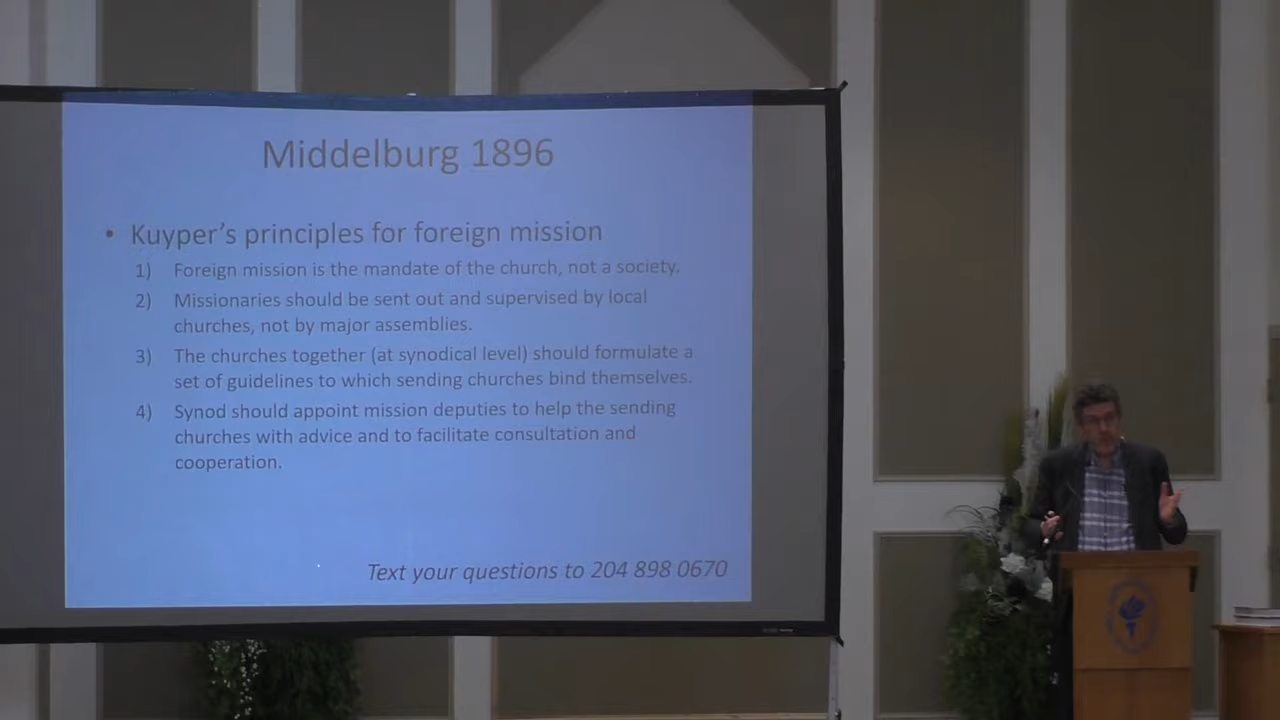 Middelburg 1896
• Kuyper's principles for foreign mission
1) Foreign mission is the mandate of the church, not a society.
2) Missionaries should be sent out and supervised by local
churches, not by major assemblies.
3) The churches together (at synodical level) should formulate a
set of guidelines to which sending churches bind themselves.
4) Synod should appoint mission deputies to help the sending
churches with advice and to facilitate consultation and
cooperation.
Text your questions to 204 898 0670